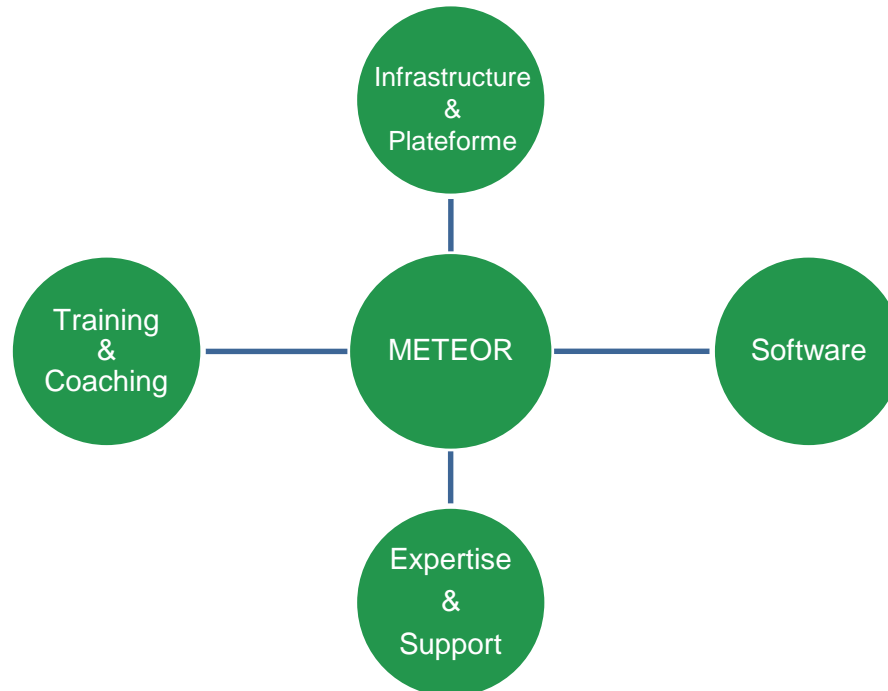 Infrastructure
&
Plateforme
Training
&
Coaching
METEOR
Software
Expertise
&
Support